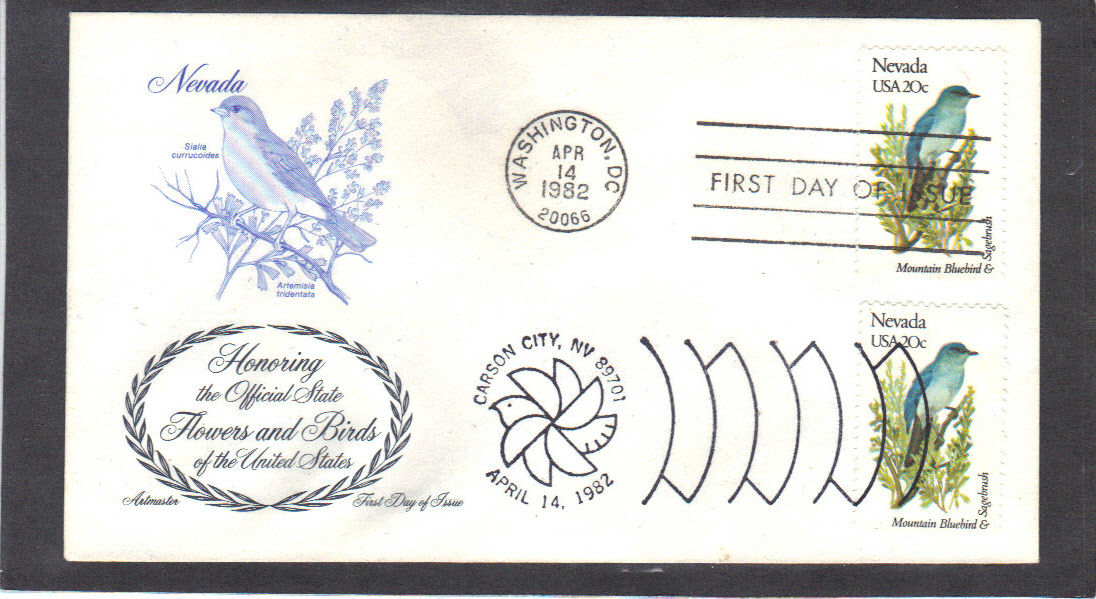 Nevada
Sialia
currucoides
Artemisia
tridentata
Honoring
the Official State
Flowers and Birds
of the United States
Artmaster
First Day of Issue
WASHINGTON, DC
APR
14
1982
20066
FIRST DAY OF ISSUE
Nevada
USA 20c
Sagebrush
Mountain Bluebird &
CARSON CITY, NV 89701
APRIL 14, 1982
Nevada
USA 20c
Sagebrush
Mountain Bluebird &